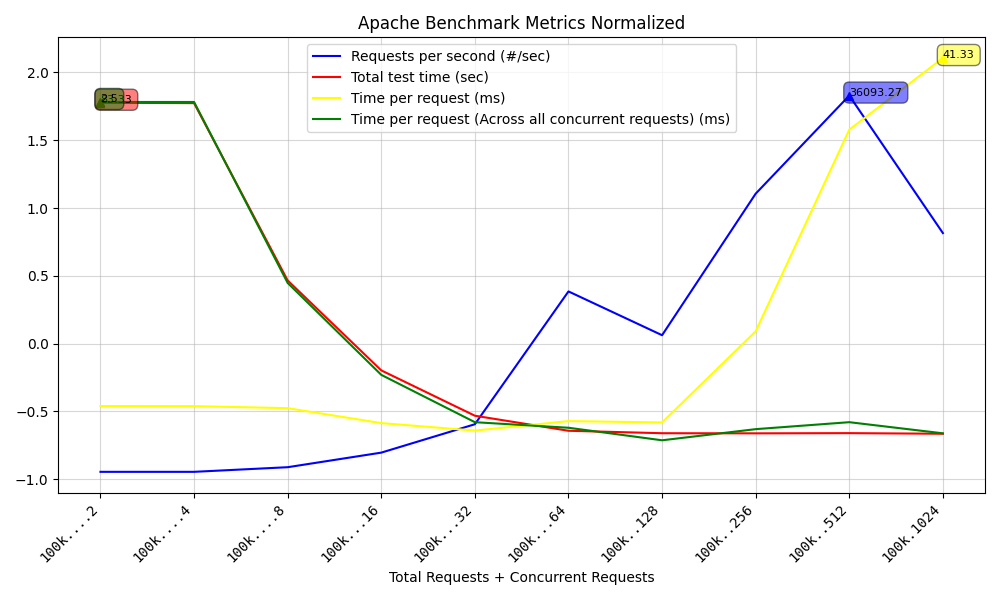 Apache Benchmark Metrics Normalized
Requests per second (#/sec)
Total test time (sec)
Time per request (ms)
Time per request (Across all concurrent requests) (ms)
41.33
36093.27
2.5
2.0
1.5
1.0
0.5
0.0
−0.5
−1.0
100k....2
100k....4
100k....8
100k...16
100k...32
100k...64
100k..128
100k..256
100k..512
100k.1024
Total Requests + Concurrent Requests